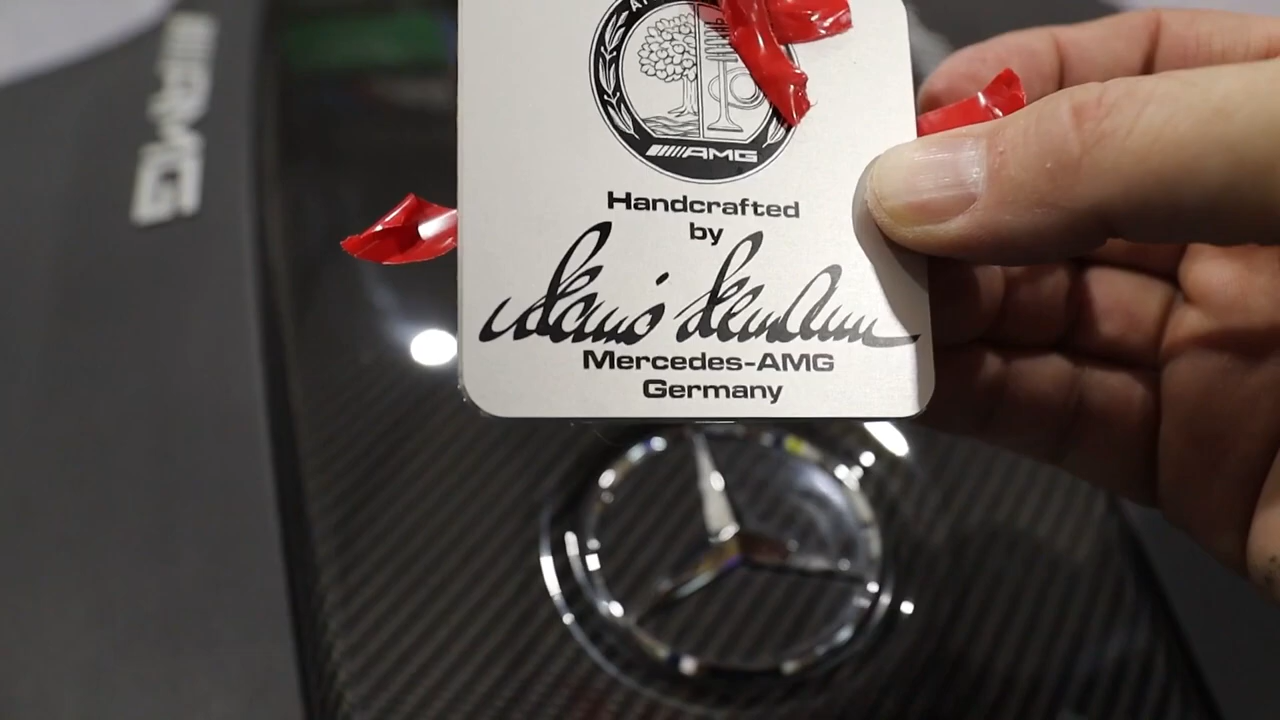 AMG
AMG
Handcrafted
by
Mercedes-AMG
Germany